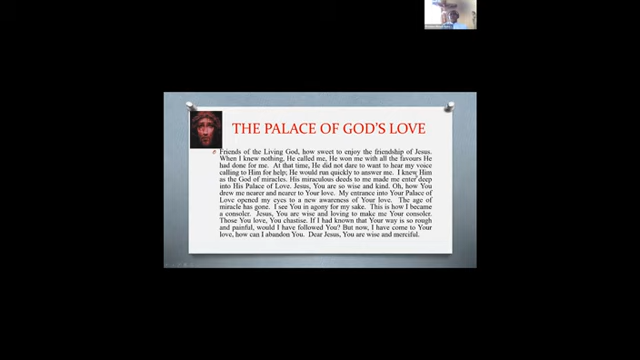 THE PALACE OF GOD'S LOVE
Friends of the Living God, how sweet to enjoy the friendship of Jesus.
When I knew nothing, He called me, He won me with all the favours He
had done for me. At that time, He did not dare to want to hear my voice
calling to Him for help; He would run quickly to answer me. I knew Him
as the God of miracles. His miraculous deeds to me made me enter deep
into His Palace of Love. Jesus, You are so wise and kind. Oh, how You
drew me nearer and nearer to Your love. My entrance into Your Palace of
Love opened my eyes to a new awareness of Your love. The age of
miracle has gone. I see You in agony for my sake. This is how I became
a consoler. Jesus, You are wise and loving to make me Your consoler.
Those You love, You chastise. If I had known that Your way is so rough
and painful, would I have followed You? But now, I have come to Your
love, how can I abandon You. Dear Jesus, You are wise and merciful.